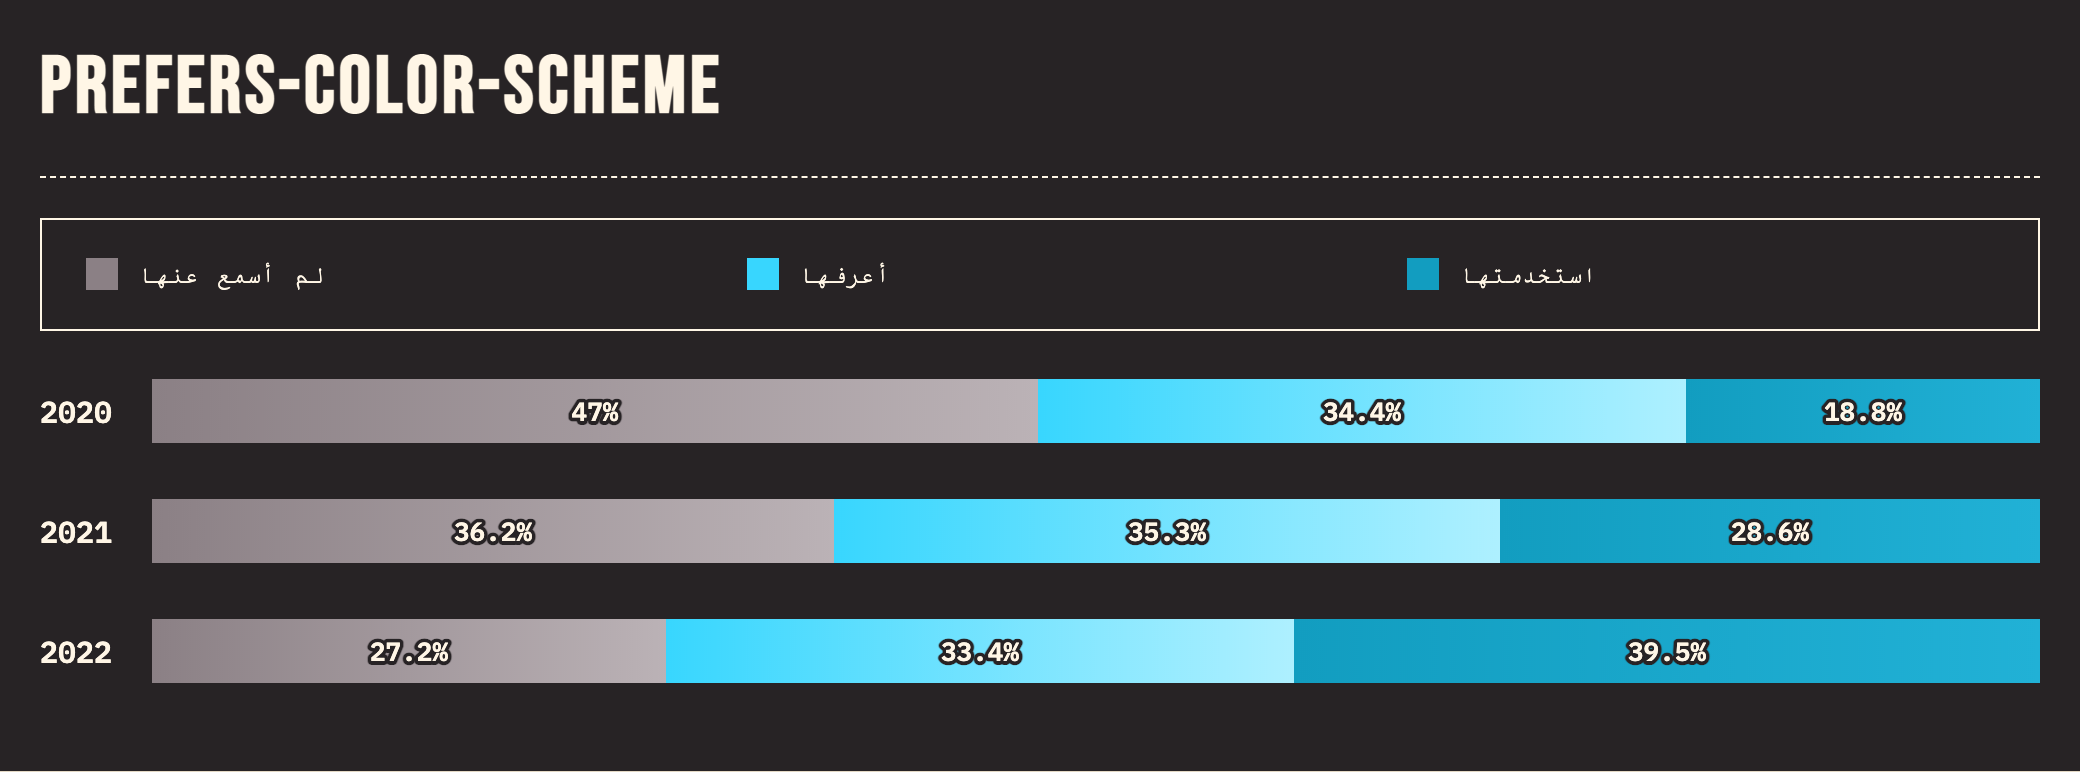 PREFERS-COLOR-SCHEME
لم أسمع عنها
أعرفها
استخدمتها
2020 47% 34.4% 18.8%
2021 36.2% 35.3% 28.6%
2022 27.2% 33.4% 39.5%